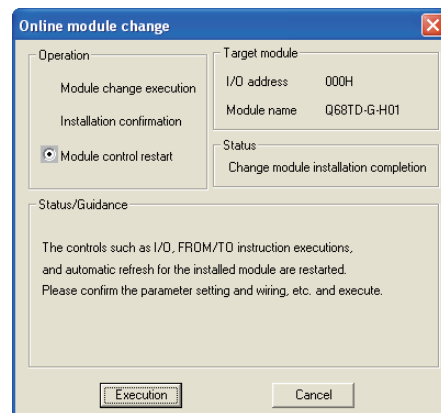 Online module change
Operation
Module change execution
Installation confirmation
Module control restart
Target module
I/O address 000H
Module name Q68TD-G-H01
Status
Change module installation completion
Status/Guidance
The controls such as I/O, FROM/TO instruction executions,
and automatic refresh for the installed module are restarted.
Please confirm the parameter setting and wiring, etc. and execute.
Execution Cancel